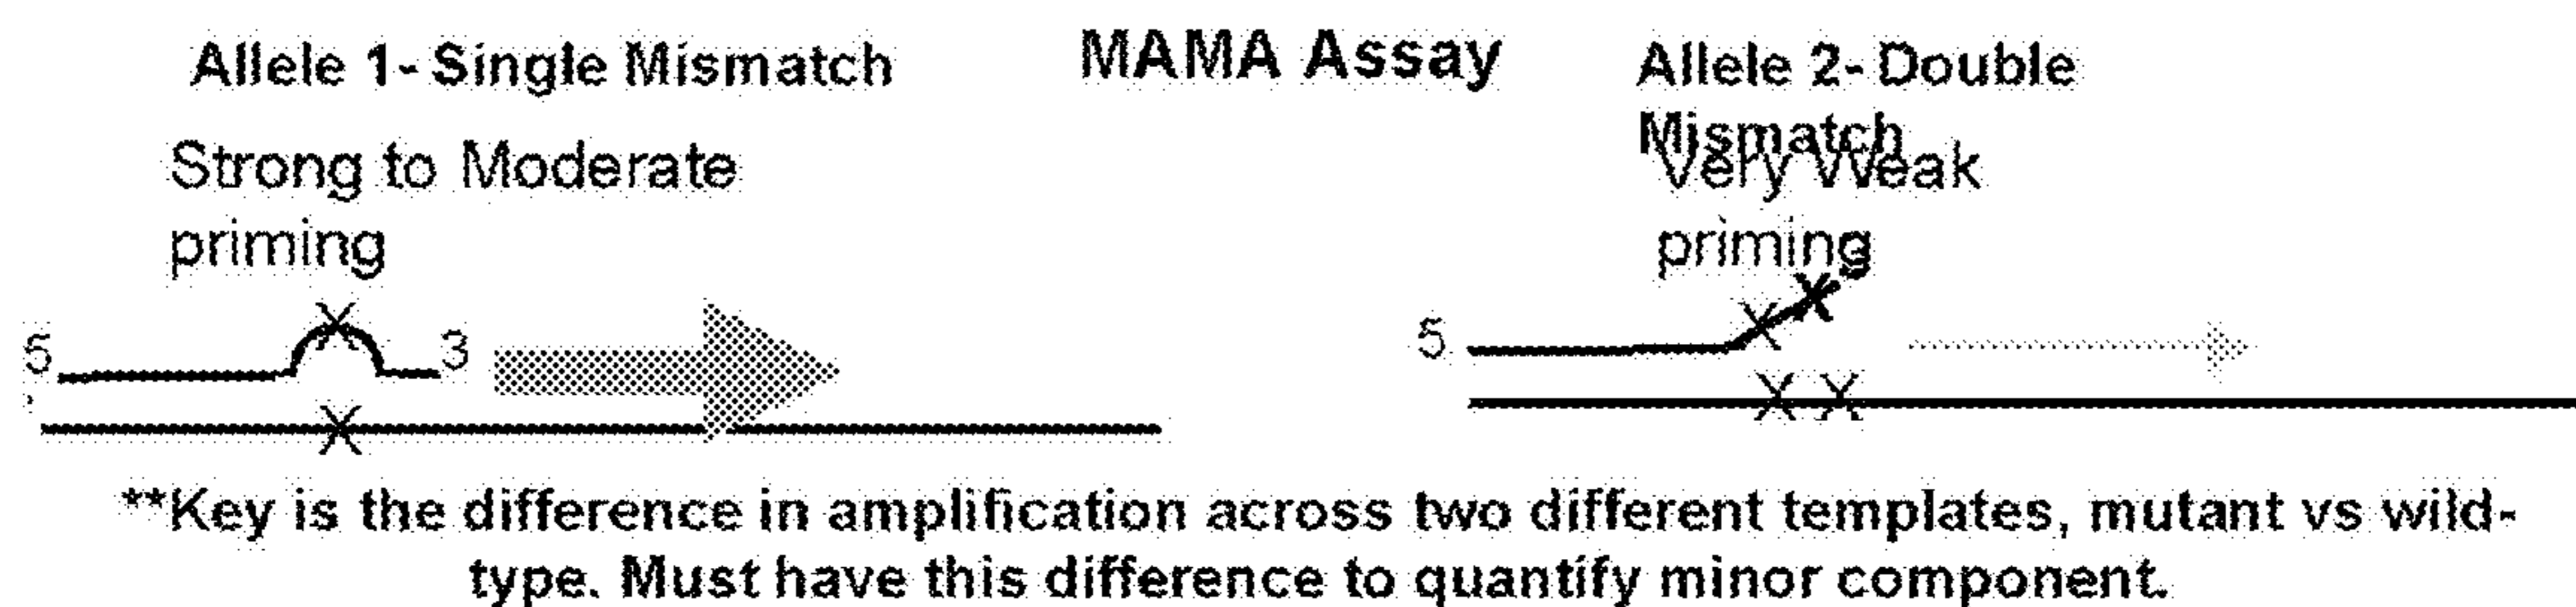 Allele 1- Single Mismatch
MAMA Assay
Allele 2- Double
Mismatch
Strong to Moderate
priming
Very Weak
priming
5
3
X
X
5
3
X X
X X
**Key is the difference in amplification across two different templates, mutant vs wild-
type. Must have this difference to quantify minor component.